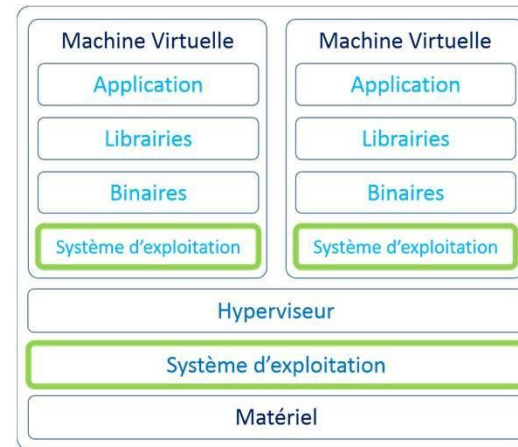 Machine Virtuelle
Application
Librairies
Binaires
Système d'exploitation
Machine Virtuelle
Application
Librairies
Binaires
Système d'exploitation
Hyperviseur
Système d'exploitation
Matériel